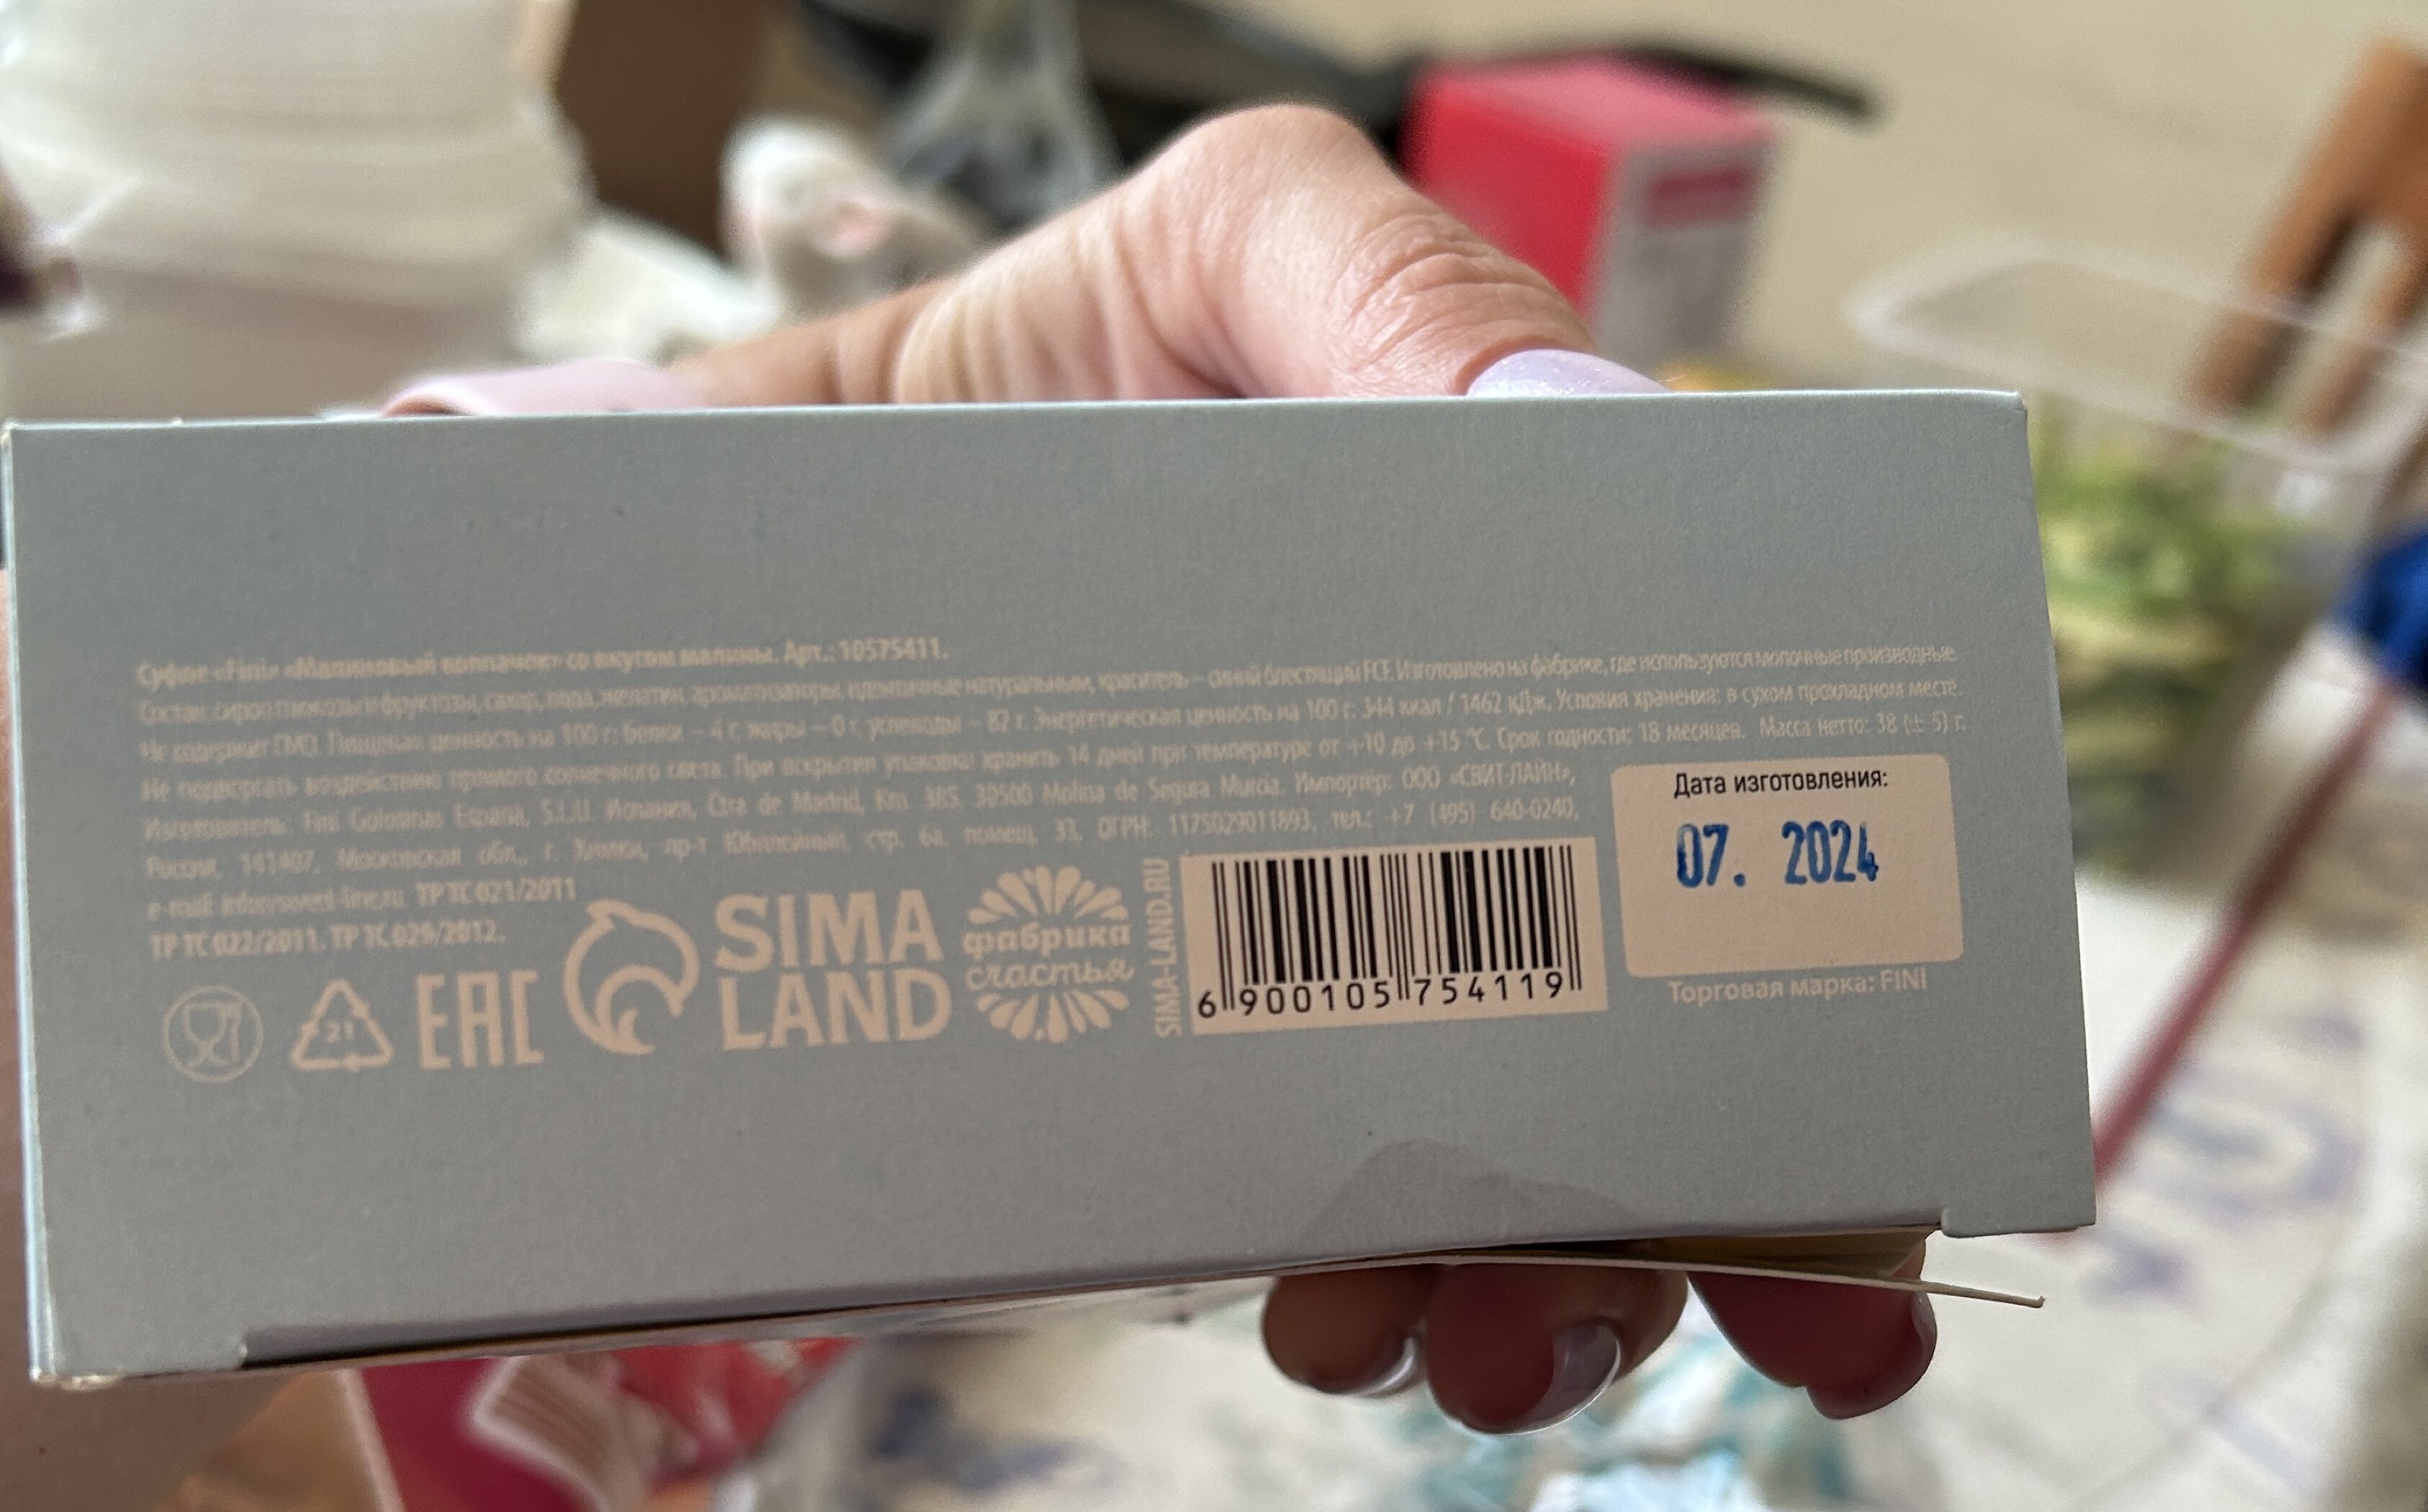 Суфле «Fini» «Малиновый колпачок» со вкусом малины. Арт.: 10575411.
Состав: сироп глюкозы и фруктозы, сахар, вода, желатин, ароматизаторы, идентичные натуральным, краситель – синий блестящий FCF. Изготовлено на фабрике, где используются молочные производные.
Не содержит ГМО. Пищевая ценность на 100 г: белки – 4 г, жиры – 0 г, углеводы – 82 г. Энергетическая ценность на 100 г: 344 ккал / 1462 кДж. Условия хранения: в сухом прохладном месте.
Не подвергать воздействию прямого солнечного света. При вскрытии упаковки хранить 14 дней при температуре от +10 до +15 °С. Срок годности: 18 месяцев. Масса нетто: 38 (± 5) г.
Изготовитель: Fini Golosinas Espana, S.L.U. Испания, Ctra de Madrid, Km. 385. 30500 Molina de Segura Murcia. Импортёр: ООО «СВИТ-ЛАЙН»,
Россия, 141407, Московская обл., г. Химки, пр-т Юбилейный, стр. 6а, помещ. 33, ОГРН: 1175029011893, тел.: +7 (495) 640-0240,
e-mail: info@sweet-line.ru. ТР ТС 021/2011
ТР ТС 022/2011. ТР ТС 029/2012.
21
EAC
SIMA
LAND
фабрика
счастья
SIMA-LAND.RU
6 900105 754119
Дата изготовления:
07. 2024
Торговая марка: FINI